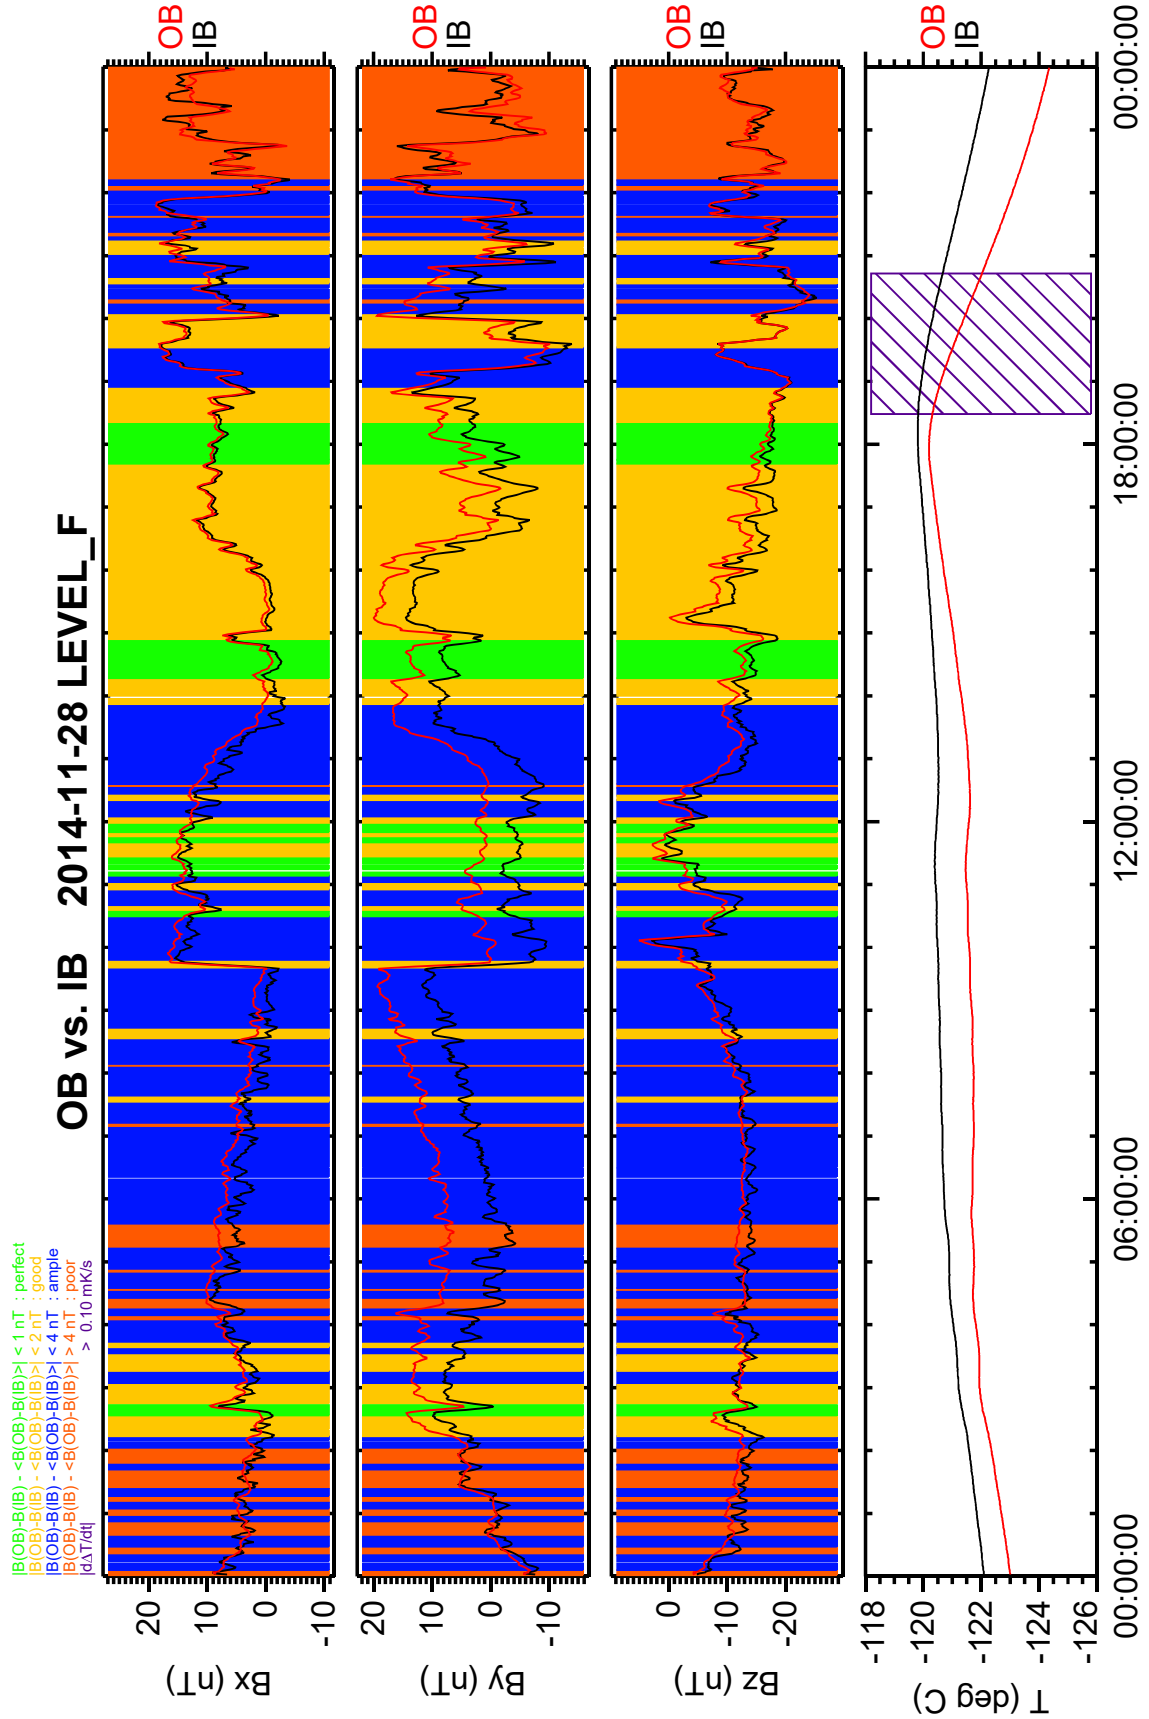 OB vs. IB 2014-11-28 LEVEL_F
|B(OB)-B(IB) - <B(OB)-B(IB)>| < 1 nT : perfect
|B(OB)-B(IB) - <B(OB)-B(IB)>| < 2 nT : good
|B(OB)-B(IB) - <B(OB)-B(IB)>| < 4 nT : ample
|B(OB)-B(IB) - <B(OB)-B(IB)>| > 4 nT : poor
|dΔT/dt| > 0.10 mK/s
Bx (nT)
20
10
0
-10
OB
IB
By (nT)
20
10
0
-10
OB
IB
Bz (nT)
0
-10
-20
OB
IB
T (deg C)
-118
-120
-122
-124
-126
OB
IB
00:00:00
06:00:00
12:00:00
18:00:00
00:00:00